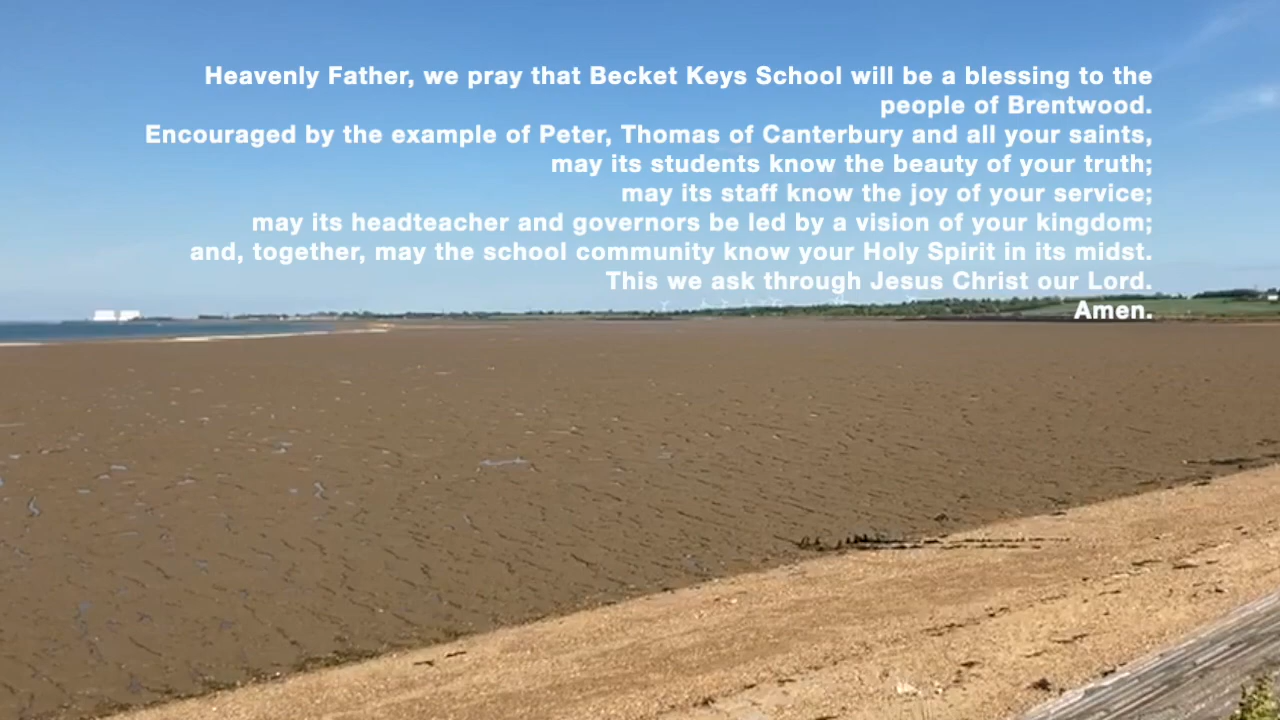 Heavenly Father, we pray that Becket Keys School will be a blessing to the
people of Brentwood.
Encouraged by the example of Peter, Thomas of Canterbury and all your saints,
may its students know the beauty of your truth;
may its staff know the joy of your service;
may its headteacher and governors be led by a vision of your kingdom;
and, together, may the school community know your Holy Spirit in its midst.
This we ask through Jesus Christ our Lord.
Amen.